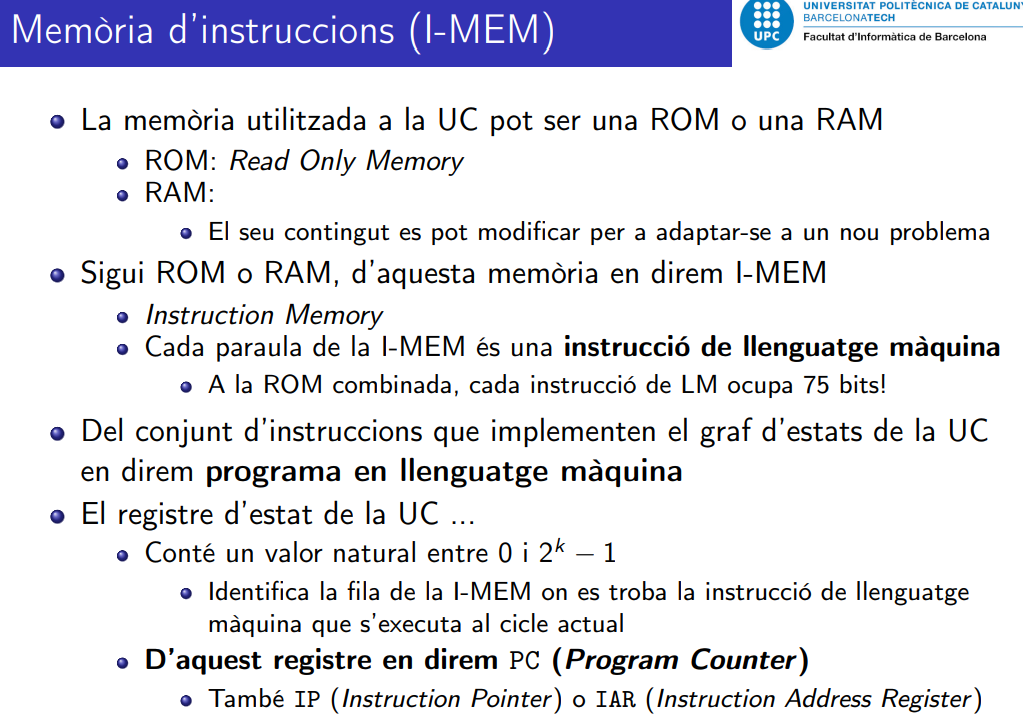 Memòria d'instruccions (I-MEM)
UNIVERSITAT POLITÈCNICA DE CATALUNY
BARCELONATECH
Facultat d'Informàtica de Barcelona
UPC
La memòria utilitzada a la UC pot ser una ROM o una RAM
ROM: Read Only Memory
RAM:
El seu contingut es pot modificar per a adaptar-se a un nou problema
Sigui ROM o RAM, d'aquesta memòria en direm I-MEM
Instruction Memory
Cada paraula de la I-MEM és una instrucció de llenguatge màquina
A la ROM combinada, cada instrucció de LM ocupa 75 bits!
Del conjunt d'instruccions que implementen el graf d'estats de la UC
en direm programa en llenguatge màquina
El registre d'estat de la UC ...
Conté un valor natural entre 0 i 2^k − 1
Identifica la fila de la I-MEM on es troba la instrucció de llenguatge
màquina que s'executa al cicle actual
D'aquest registre en direm PC (Program Counter)
També IP (Instruction Pointer) o IAR (Instruction Address Register)